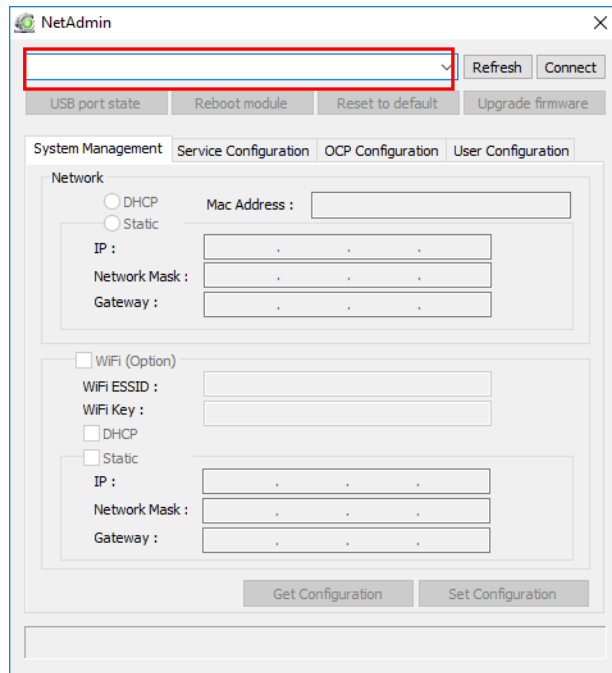 NetAdmin
Refresh Connect
USB port state Reboot module Reset to default Upgrade firmware
System Management Service Configuration OCP Configuration User Configuration
Network
DHCP Mac Address :
Static
IP : . . .
Network Mask : . . .
Gateway : . . .
WiFi (Option)
WiFi ESSID :
WiFi Key :
DHCP
Static
IP : . . .
Network Mask : . . .
Gateway : . . .
Get Configuration Set Configuration